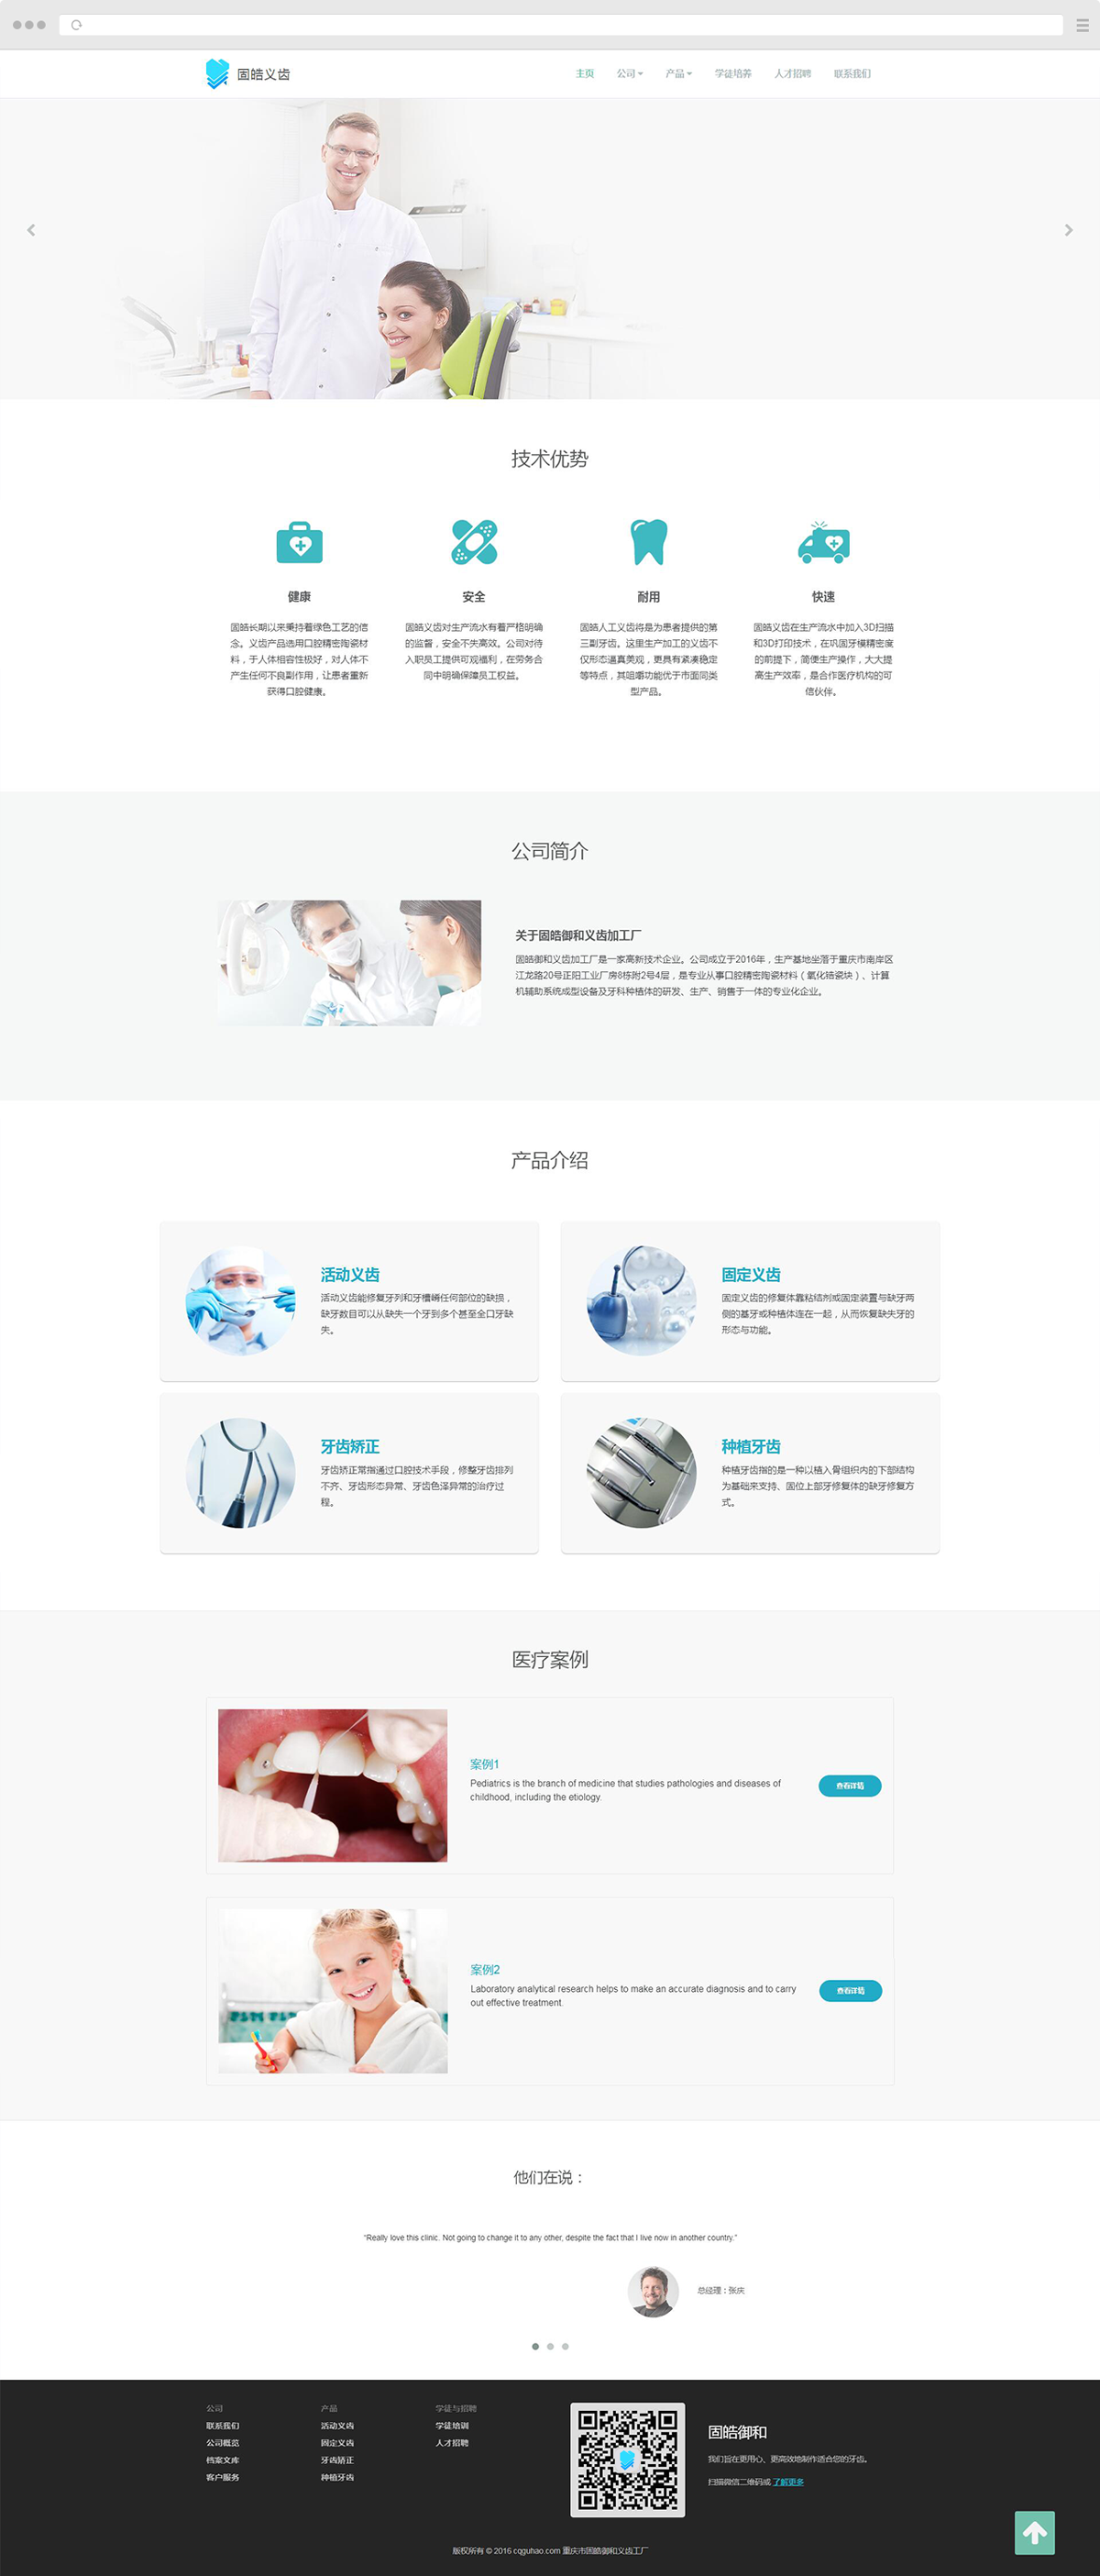 固皓义齿
主页 公司 产品 学徒培养 人才招聘 联系我们
技术优势
健康
固皓长期以来秉持着绿色工艺的信
念。义齿产品选用口腔精密陶瓷材
料，于人体相容性极好，对人体不
产生任何不良副作用，让患者重新
获得口腔健康。
安全
固皓义齿对生产流水有着严格明确
的监督，安全不失高效。公司对待
入职员工提供可观福利，在劳务合
同中明确保障员工权益。
耐用
固皓人工义齿将是为患者提供的第
三副牙齿。这里生产加工的义齿不
仅形态逼真美观，更具有紧凑稳定
等特点，其咀嚼功能优于市面同类
型产品。
快速
固皓义齿在生产流水中加入3D扫描
和3D打印技术，在巩固牙模精密度
的前提下，简便生产操作，大大提
高生产效率，是合作医疗机构的可
信伙伴。
公司简介
关于固皓御和义齿加工厂
固皓御和义齿加工厂是一家高新技术企业。公司成立于2016年，生产基地坐落于重庆市南岸区
江龙路20号正阳工业厂房8栋附2号4层，是专业从事口腔精密陶瓷材料（氧化锆瓷块）、计算
机辅助系统成型设备及牙科种植体的研发、生产、销售于一体的专业化企业。
产品介绍
活动义齿
活动义齿能修复牙列和牙槽嵴任何部位的缺损，
缺牙数目可以从缺失一个牙到多个甚至全口牙缺
失。
固定义齿
固定义齿的修复体靠粘结剂或固定装置与缺牙两
侧的基牙或种植体连在一起，从而恢复缺失牙的
形态与功能。
牙齿矫正
牙齿矫正常指通过口腔技术手段，修整牙齿排列
不齐、牙齿形态异常、牙齿色泽异常的治疗过
程。
种植牙齿
种植牙齿指的是一种以植入骨组织内的下部结构
为基础来支持、固位上部牙修复体的缺牙修复方
式。
医疗案例
案例1
Pediatrics is the branch of medicine that studies pathologies and diseases of
childhood, including the etiology.
查看详情
案例2
Laboratory analytical research helps to make an accurate diagnosis and to carry
out effective treatment.
查看详情
他们在说：
“Really love this clinic. Not going to change it to any other, despite the fact that I live now in another country.”
总经理：张庆
公司
联系我们
公司概览
档案文库
客户服务
产品
活动义齿
固定义齿
牙齿矫正
种植牙齿
学徒与招聘
学徒培训
人才招聘
固皓御和
我们旨在更用心、更高效地制作适合您的牙齿。
扫描微信二维码或 了解更多
版权所有 © 2016 cqguhao.com 重庆市固皓御和义齿工厂